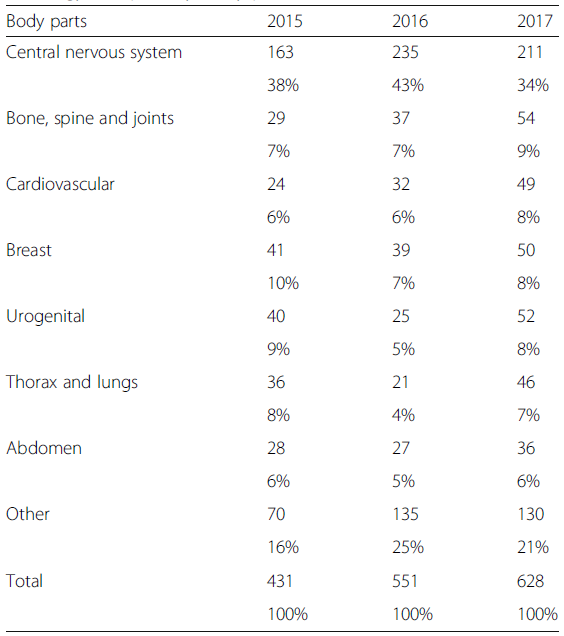 Body parts 2015 2016 2017
Central nervous system 163 235 211
38% 43% 34%
Bone, spine and joints 29 37 54
7% 7% 9%
Cardiovascular 24 32 49
6% 6% 8%
Breast 41 39 50
10% 7% 8%
Urogenital 40 25 52
9% 5% 8%
Thorax and lungs 36 21 46
8% 4% 7%
Abdomen 28 27 36
6% 5% 6%
Other 70 135 130
16% 25% 21%
Total 431 551 628
100% 100% 100%